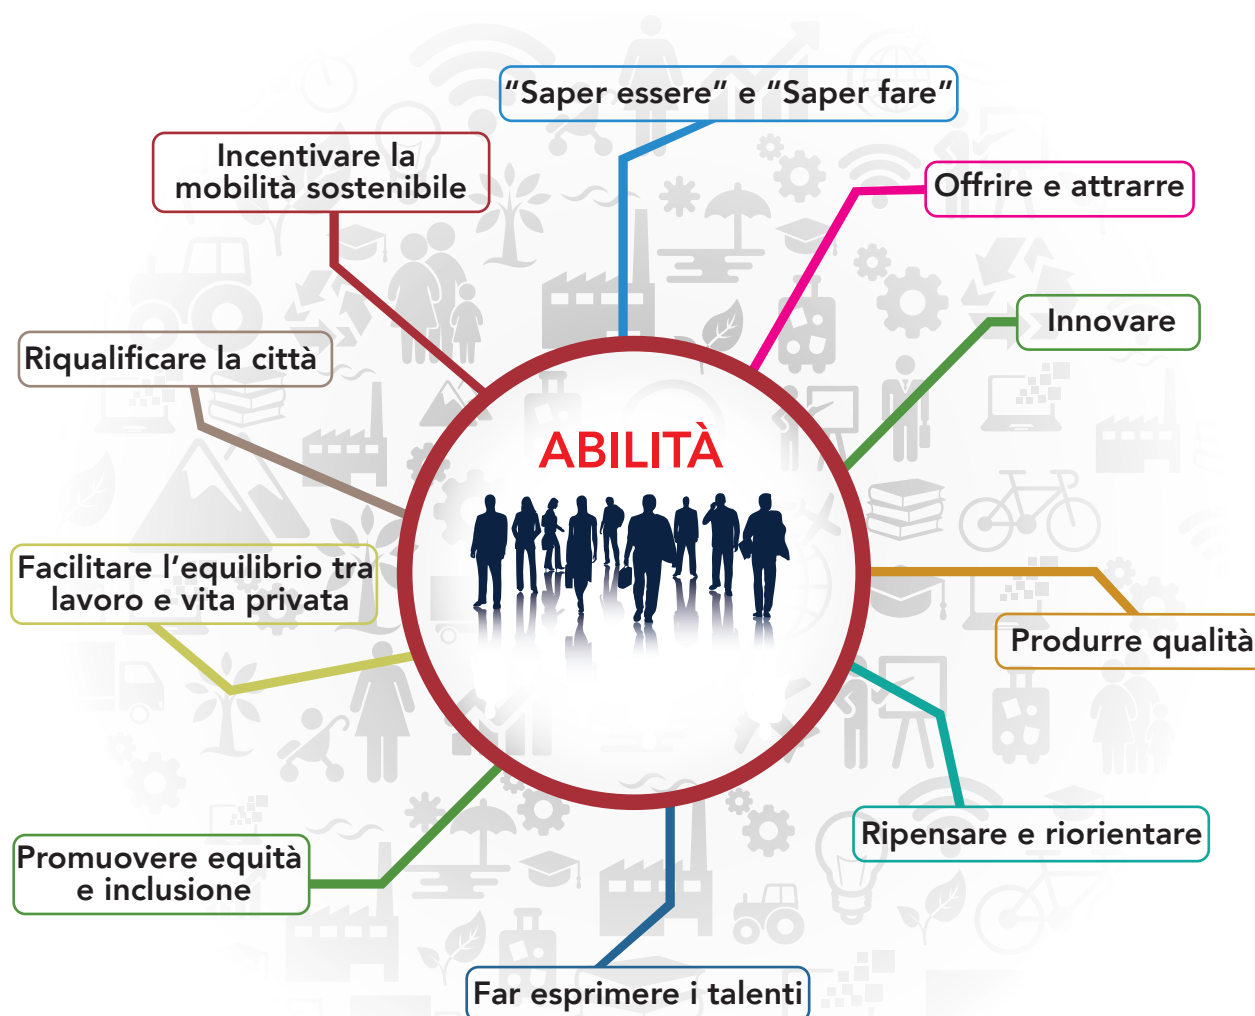 “Saper essere” e “Saper fare”
Incentivare la
mobilità sostenibile
Offrire e attrarre
Innovare
Riqualificare la città
ABILITÀ
Facilitare l’equilibrio tra
lavoro e vita privata
Produrre qualità
Ripensare e riorientare
Promuovere equità
e inclusione
Far esprimere i talenti